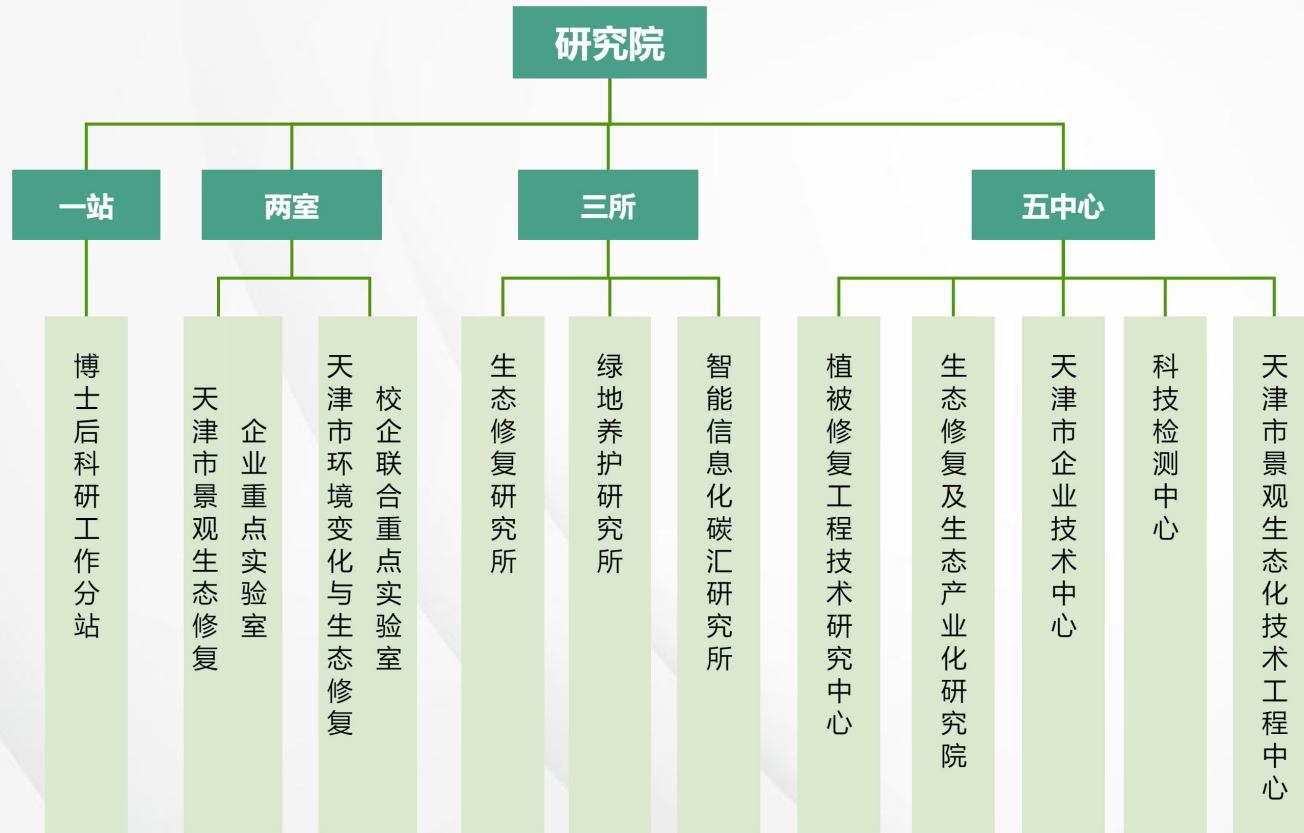 研究院
一站
两室
三所
五中心
博士后科研工作分站
天津市景观生态修复
企业重点实验室
天津市环境变化与生态修复
校企联合重点实验室
生态修复研究所
绿地养护研究所
智能信息化碳汇研究所
植被修复工程技术研究中心
生态修复及生态产业化研究院
天津市企业技术中心
科技检测中心
天津市景观生态化技术工程中心